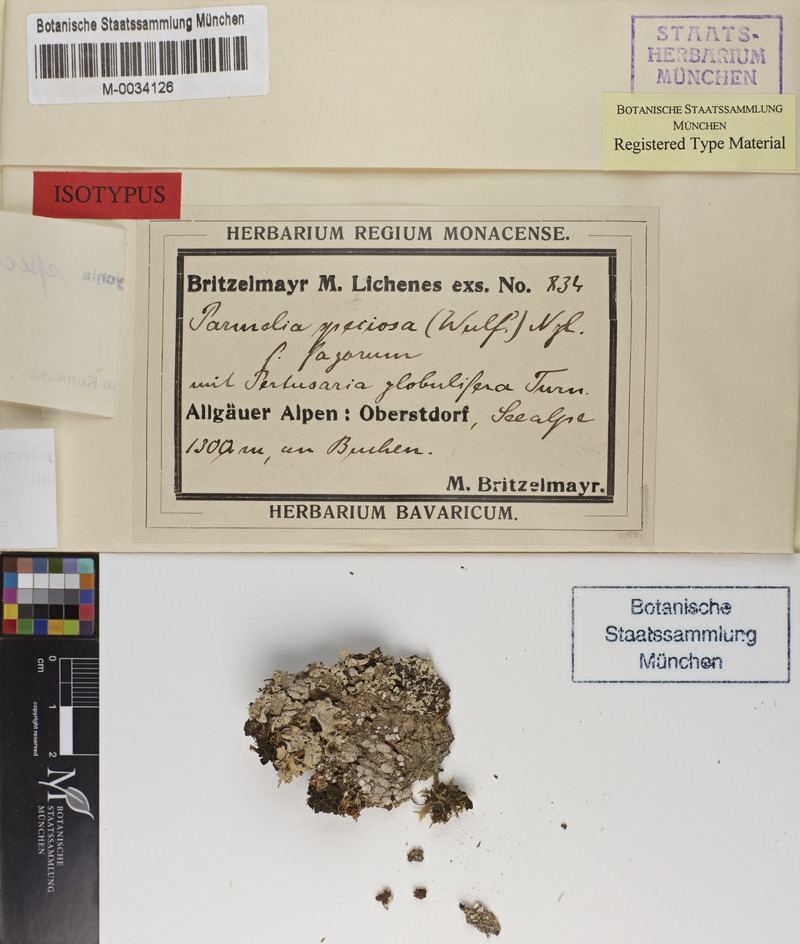 Botanische Staatssammlung München
M-0034126
STAATS-
HERBARIUM
MÜNCHEN
BOTANISCHE STAATSSAMMLUNG
MÜNCHEN
Registered Type Material
ISOTYPUS
HERBARIUM REGIUM MONACENSE.
Britzelmayr M. Lichenes exs. No. 834
Parmelia speciosa (Wulf.) Nyl.
f. fagorum
mit Pertusaria globulifera Turn.
Allgäuer Alpen: Oberstdorf, Seealpe
1300 m, an Buchen.
M. Britzelmayr.
HERBARIUM BAVARICUM.
Botanische
Staatssammlung
München
0
cm
1
2
copyright reserved
M
BOTANISCHE
STAATSSAMMLUNG
MÜNCHEN